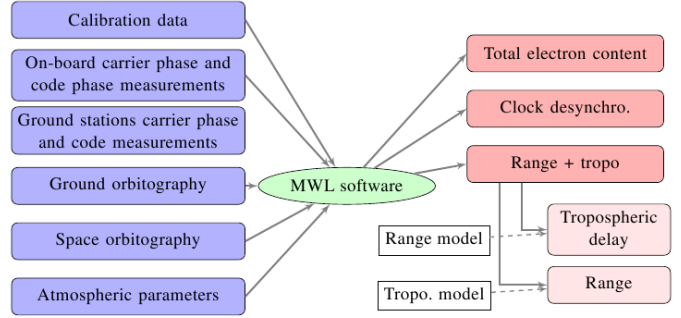 Calibration data
On-board carrier phase and
code phase measurements
Ground stations carrier phase
and code measurements
Ground orbitography
Space orbitography
Atmospheric parameters
MWL software
Total electron content
Clock desynchro.
Range + tropo
Tropospheric
delay
Range model
Range
Tropo. model